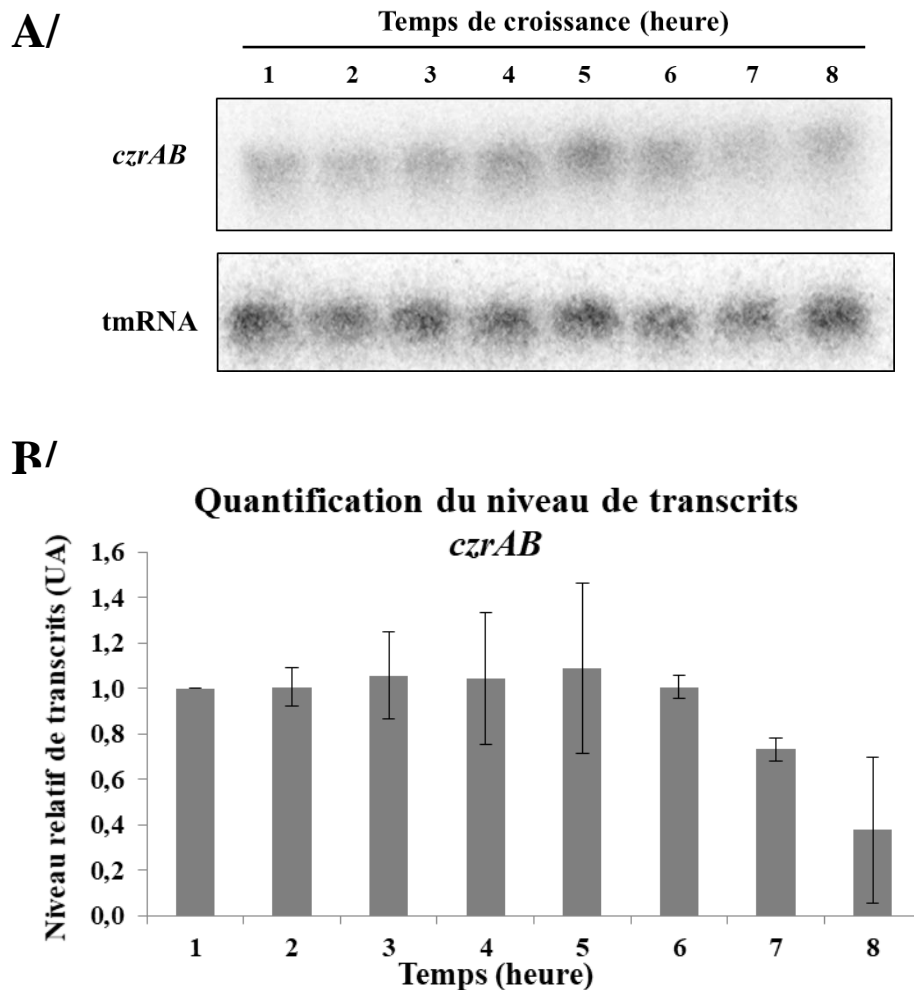 A/
Temps de croissance (heure)
1 2 3 4 5 6 7 8
czrAB
tmRNA
B/
Quantification du niveau de transcrits
czrAB
Niveau relatif de transcrits (UA)
1,6
1,4
1,2
1,0
0,8
0,6
0,4
0,2
0,0
1 2 3 4 5 6 7 8
Temps (heure)